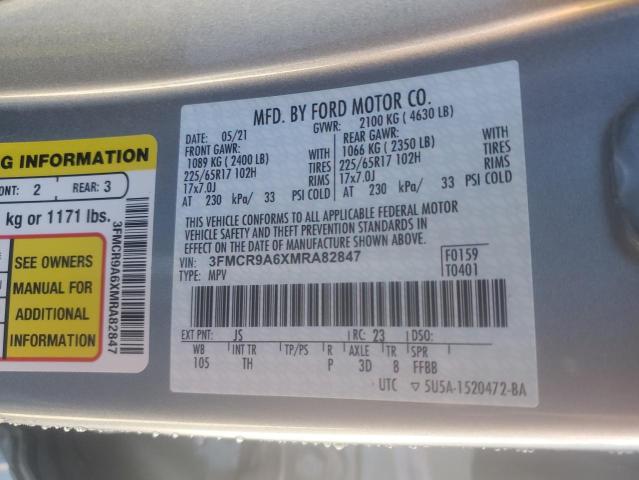 MFD. BY FORD MOTOR CO.
DATE: 05/21 GVWR: 2100 KG ( 4630 LB)
FRONT GAWR: REAR GAWR:
1089 KG ( 2400 LB) WITH 1066 KG ( 2350 LB) WITH
225/65R17 102H TIRES 225/65R17 102H TIRES
17x7.0J RIMS 17x7.0J RIMS
AT 230 kPa/ 33 PSI COLD AT 230 kPa/ 33 PSI COLD
THIS VEHICLE CONFORMS TO ALL APPLICABLE FEDERAL MOTOR
VEHICLE SAFETY AND THEFT PREVENTION STANDARDS IN
EFFECT ON THE DATE OF MANUFACTURE SHOWN ABOVE.
VIN: 3FMCR9A6XMRA82847 F0159
TYPE: MPV T0401
EXT PNT: JS RC: 23 DSO:
WB INT TR TP/PS R AXLE TR SPR
105 TH P 3D 8 FFBB
UTC ▽ 5U5A-1520472-BA
G INFORMATION
ONT: 2 REAR: 3
kg or 1171 lbs.
SEE OWNERS
MANUAL FOR
ADDITIONAL
INFORMATION
3FMCR9A6XMRA82847